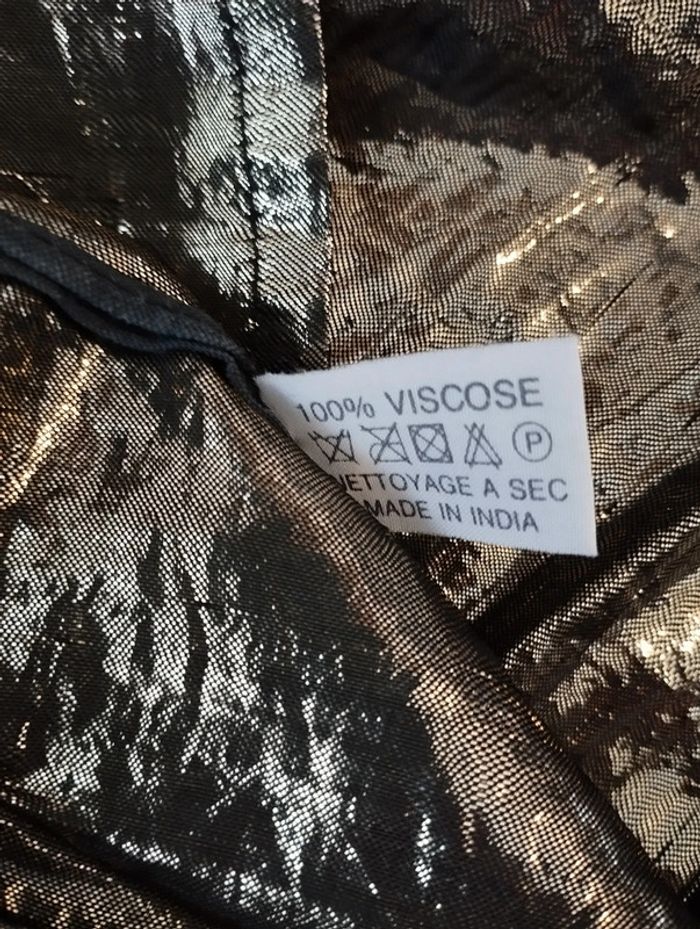 100% VISCOSE
P
NETTOYAGE A SEC
MADE IN INDIA